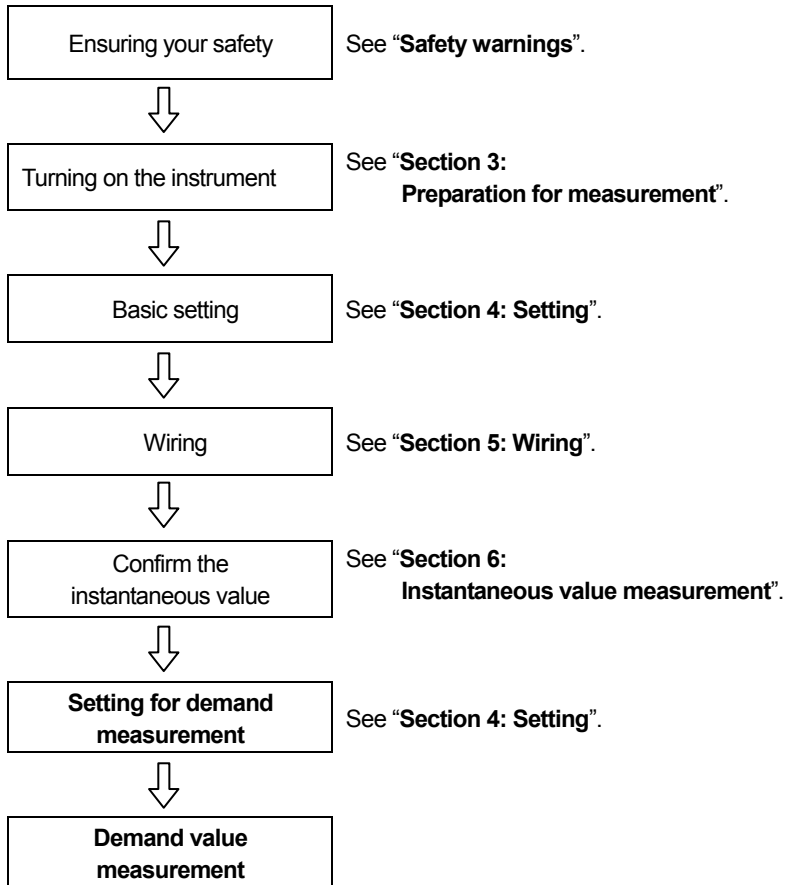 Ensuring your safety
See “Safety warnings”.
Turning on the instrument
See “Section 3:
Preparation for measurement”.
Basic setting
See “Section 4: Setting”.
Wiring
See “Section 5: Wiring”.
Confirm the
instantaneous value
See “Section 6:
Instantaneous value measurement”.
Setting for demand
measurement
See “Section 4: Setting”.
Demand value
measurement